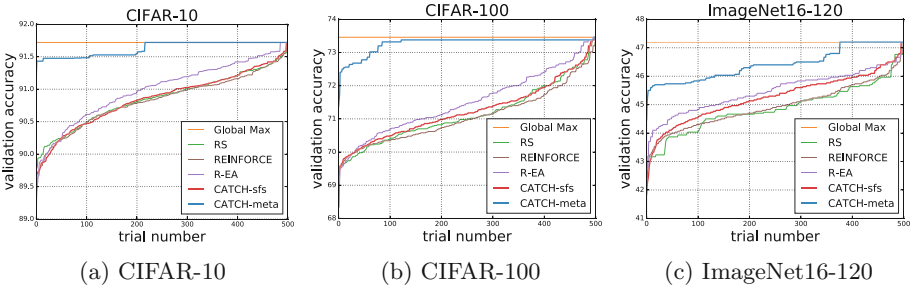 CIFAR-10
CIFAR-100
ImageNet16-120
validation accuracy
92.0
91.5
91.0
90.5
90.0
89.5
89.0
Global Max
RS
REINFORCE
R-EA
CATCH-sfs
CATCH-meta
0 100 200 300 400 500
trial number
validation accuracy
74
73
72
71
70
69
68
Global Max
RS
REINFORCE
R-EA
CATCH-sfs
CATCH-meta
0 100 200 300 400 500
trial number
validation accuracy
48
47
46
45
44
43
42
41
Global Max
RS
REINFORCE
R-EA
CATCH-sfs
CATCH-meta
0 100 200 300 400 500
trial number
(a) CIFAR-10
(b) CIFAR-100
(c) ImageNet16-120